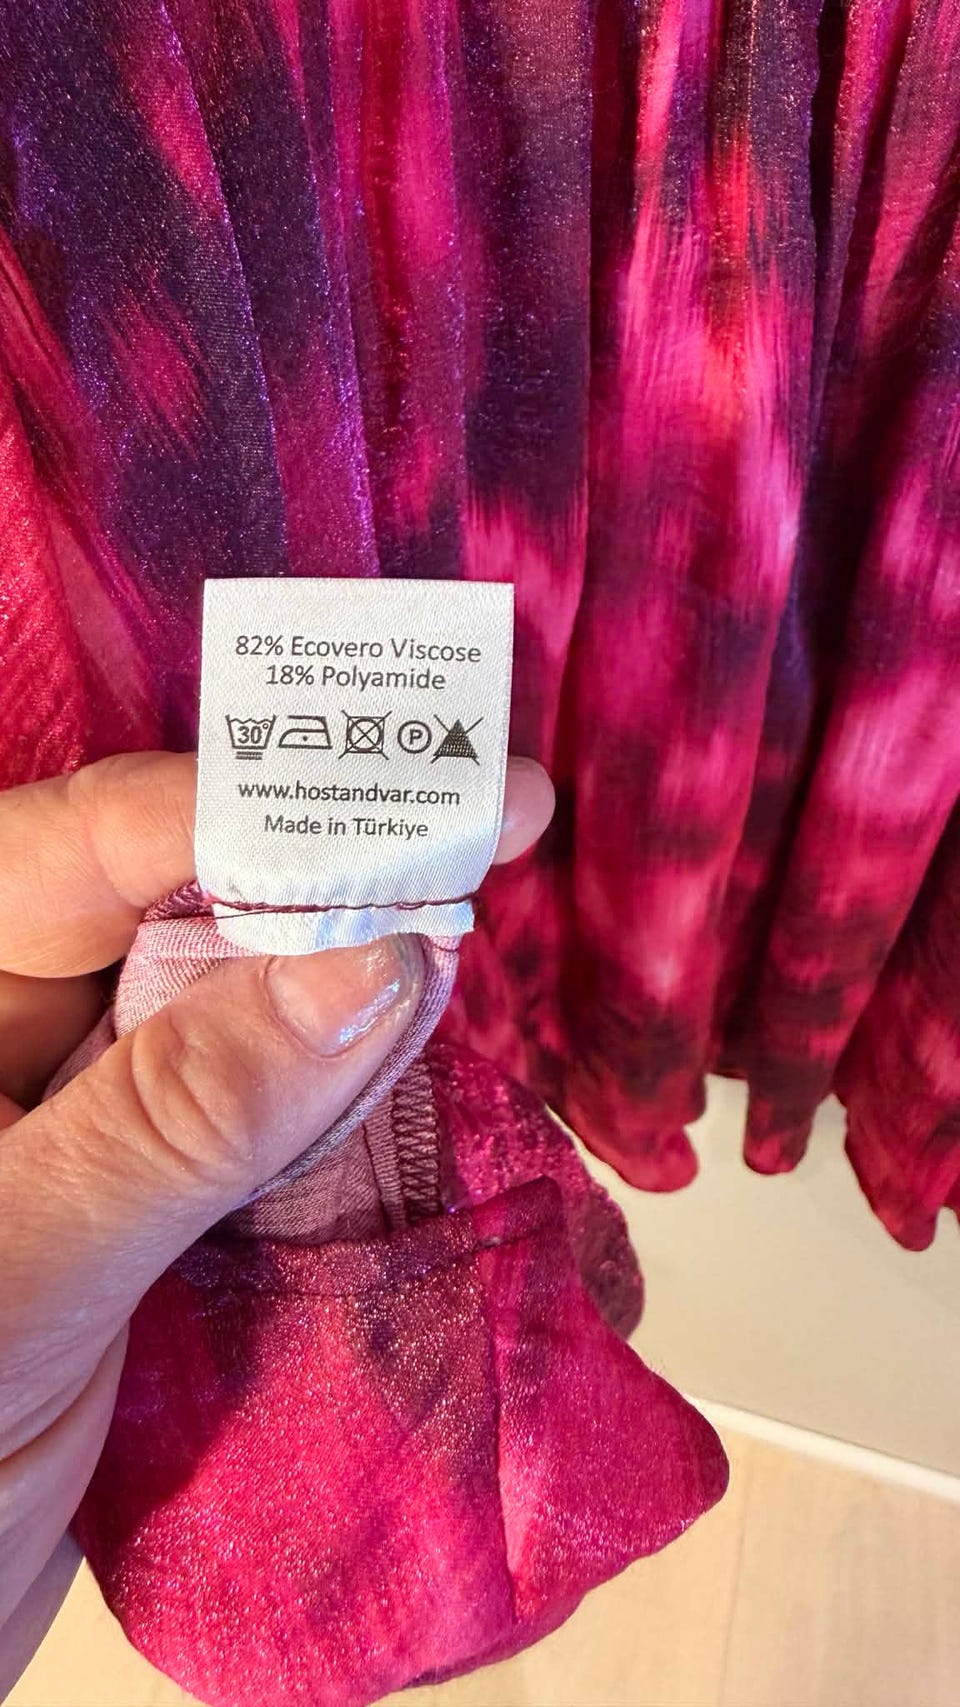 82% Ecovero Viscose
18% Polyamide
30° P
www.hostandvar.com
Made in Türkiye